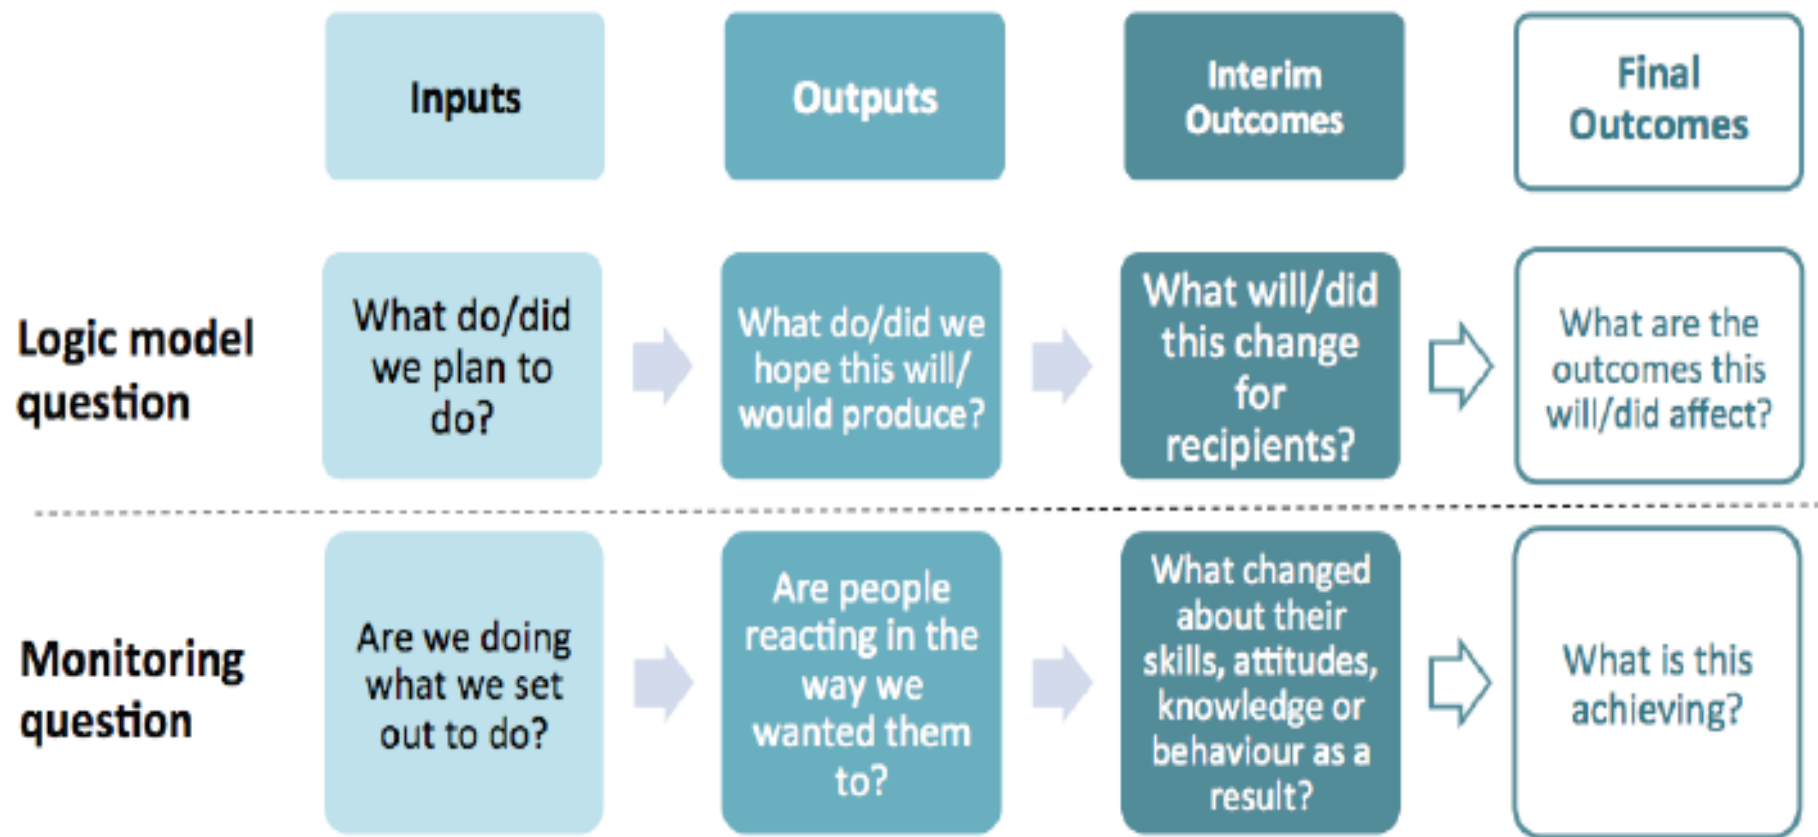 Inputs
Outputs
Interim
Outcomes
Final
Outcomes
Logic model
question
What do/did
we plan to
do?
What do/did we
hope this will/
would produce?
What will/did
this change
for
recipients?
What are the
outcomes this
will/did affect?
Monitoring
question
Are we doing
what we set
out to do?
Are people
reacting in the
way we
wanted them
to?
What changed
about their
skills, attitudes,
knowledge or
behaviour as a
result?
What is this
achieving?